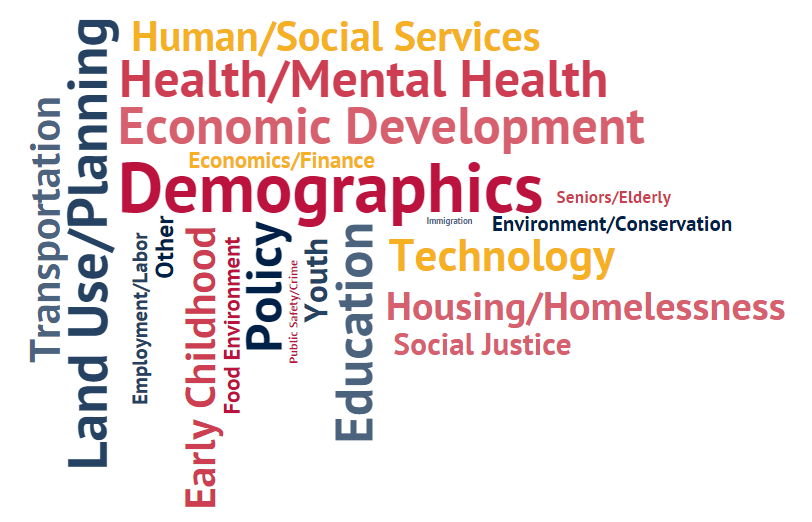 Human/Social Services
Health/Mental Health
Economic Development
Economics/Finance
Demographics
Seniors/Elderly
Immigration
Environment/Conservation
Technology
Housing/Homelessness
Social Justice
Transportation
Land Use/Planning
Employment/Labor
Other
Early Childhood
Food Environment
Policy
Public Safety/Crime
Youth
Education